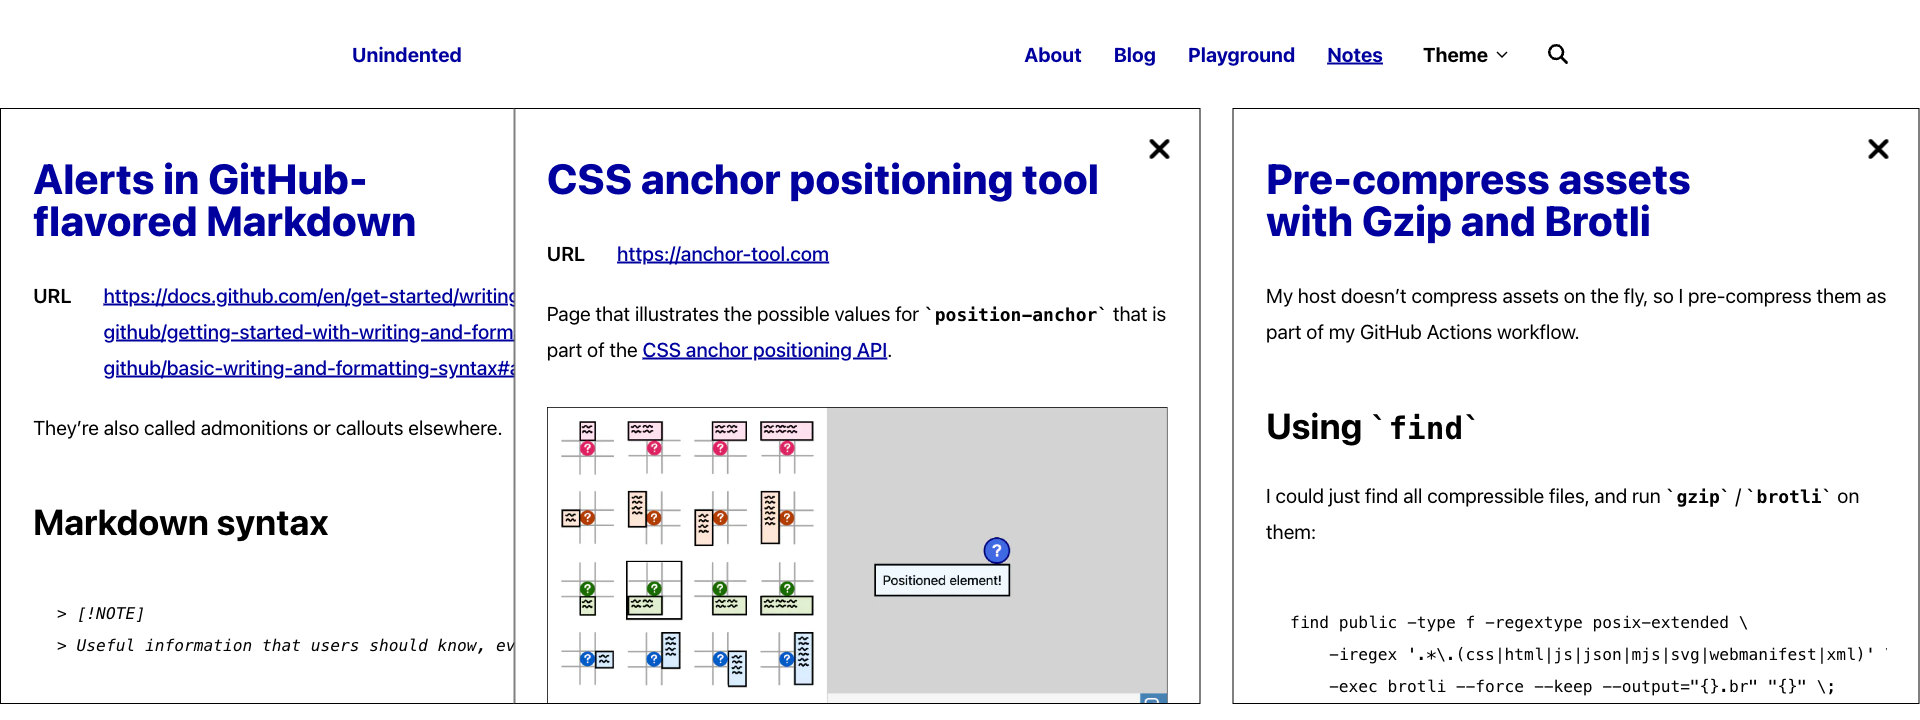 Unindented
About Blog Playground Notes Theme
Alerts in GitHub-
flavored Markdown
URL https://docs.github.com/en/get-started/writing
github/getting-started-with-writing-and-form
github/basic-writing-and-formatting-syntax#a
They’re also called admonitions or callouts elsewhere.
Markdown syntax
> [!NOTE]
> Useful information that users should know, ev
CSS anchor positioning tool
URL https://anchor-tool.com
Page that illustrates the possible values for `position-anchor` that is
part of the CSS anchor positioning API.
?
Positioned element!
Pre-compress assets
with Gzip and Brotli
My host doesn’t compress assets on the fly, so I pre-compress them as
part of my GitHub Actions workflow.
Using `find`
I could just find all compressible files, and run `gzip` / `brotli` on
them:
find public -type f -regextype posix-extended \
-iregex '.*\.(css|html|js|json|mjs|svg|webmanifest|xml)'
-exec brotli --force --keep --output="{}.br" "{}" \;